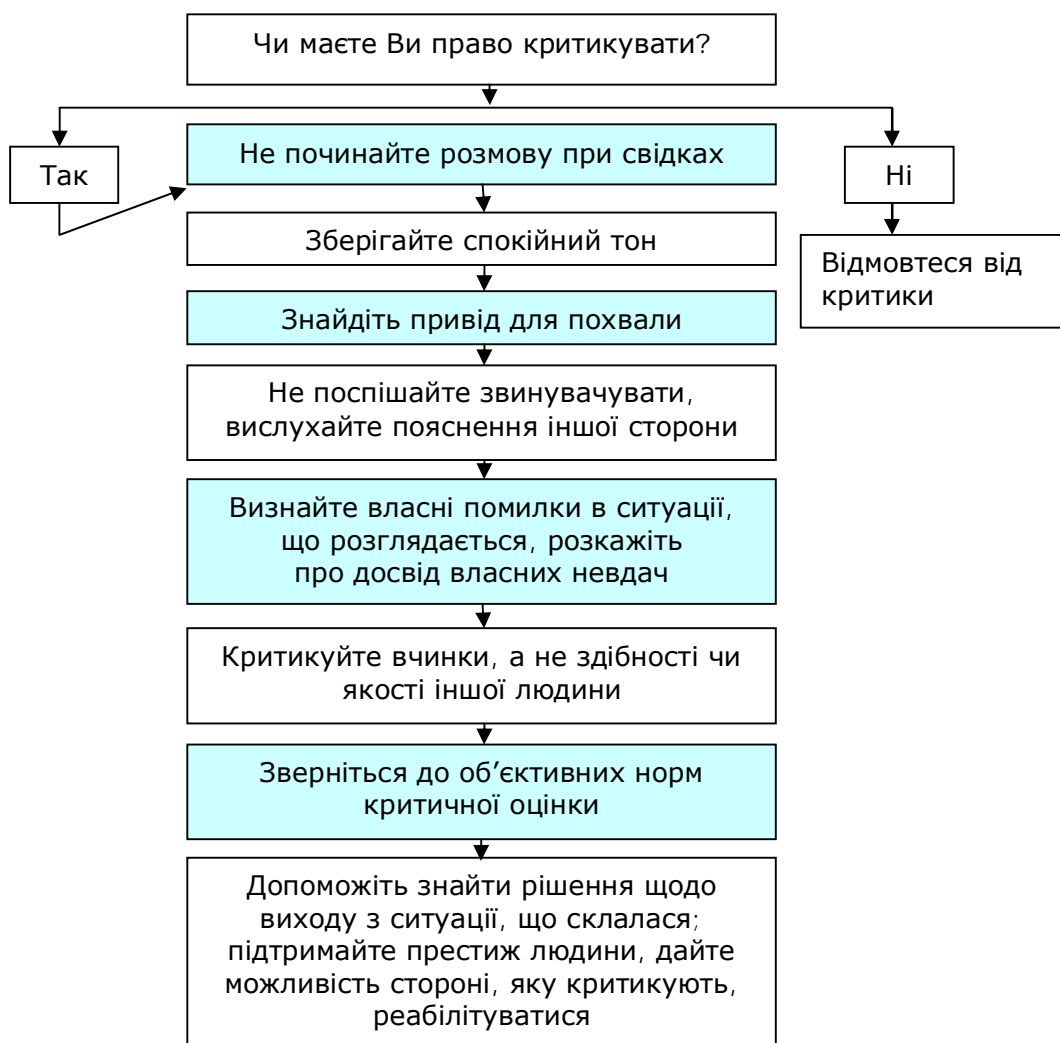 Чи маєте Ви право критикувати?
Так
Не починайте розмову при свідках
Ні
Зберігайте спокійний тон
Відмовтеся від
критики
Знайдіть привід для похвали
Не поспішайте звинувачувати,
вислухайте пояснення іншої сторони
Визнайте власні помилки в ситуації,
що розглядається, розкажіть
про досвід власних невдач
Критикуйте вчинки, а не здібності чи
якості іншої людини
Зверніться до об’єктивних норм
критичної оцінки
Допоможіть знайти рішення щодо
виходу з ситуації, що склалася;
підтримайте престиж людини, дайте
можливість стороні, яку критикують,
реабілітуватися